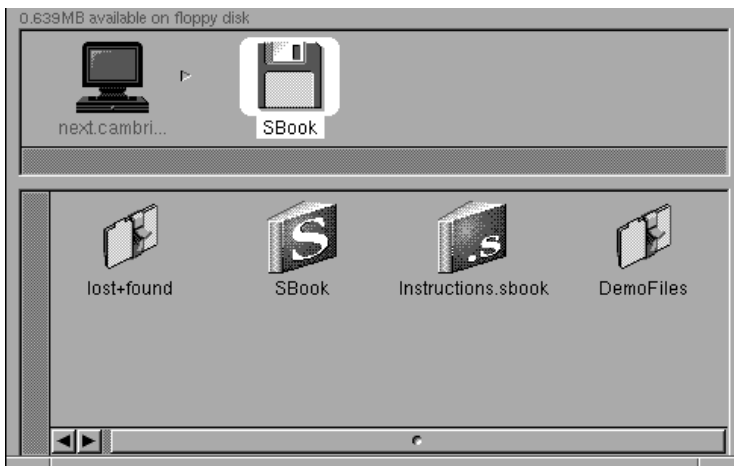 0.639MB available on floppy disk
next.cambri...
SBook
lost+found
SBook
Instructions.sbook
DemoFiles
S
.s